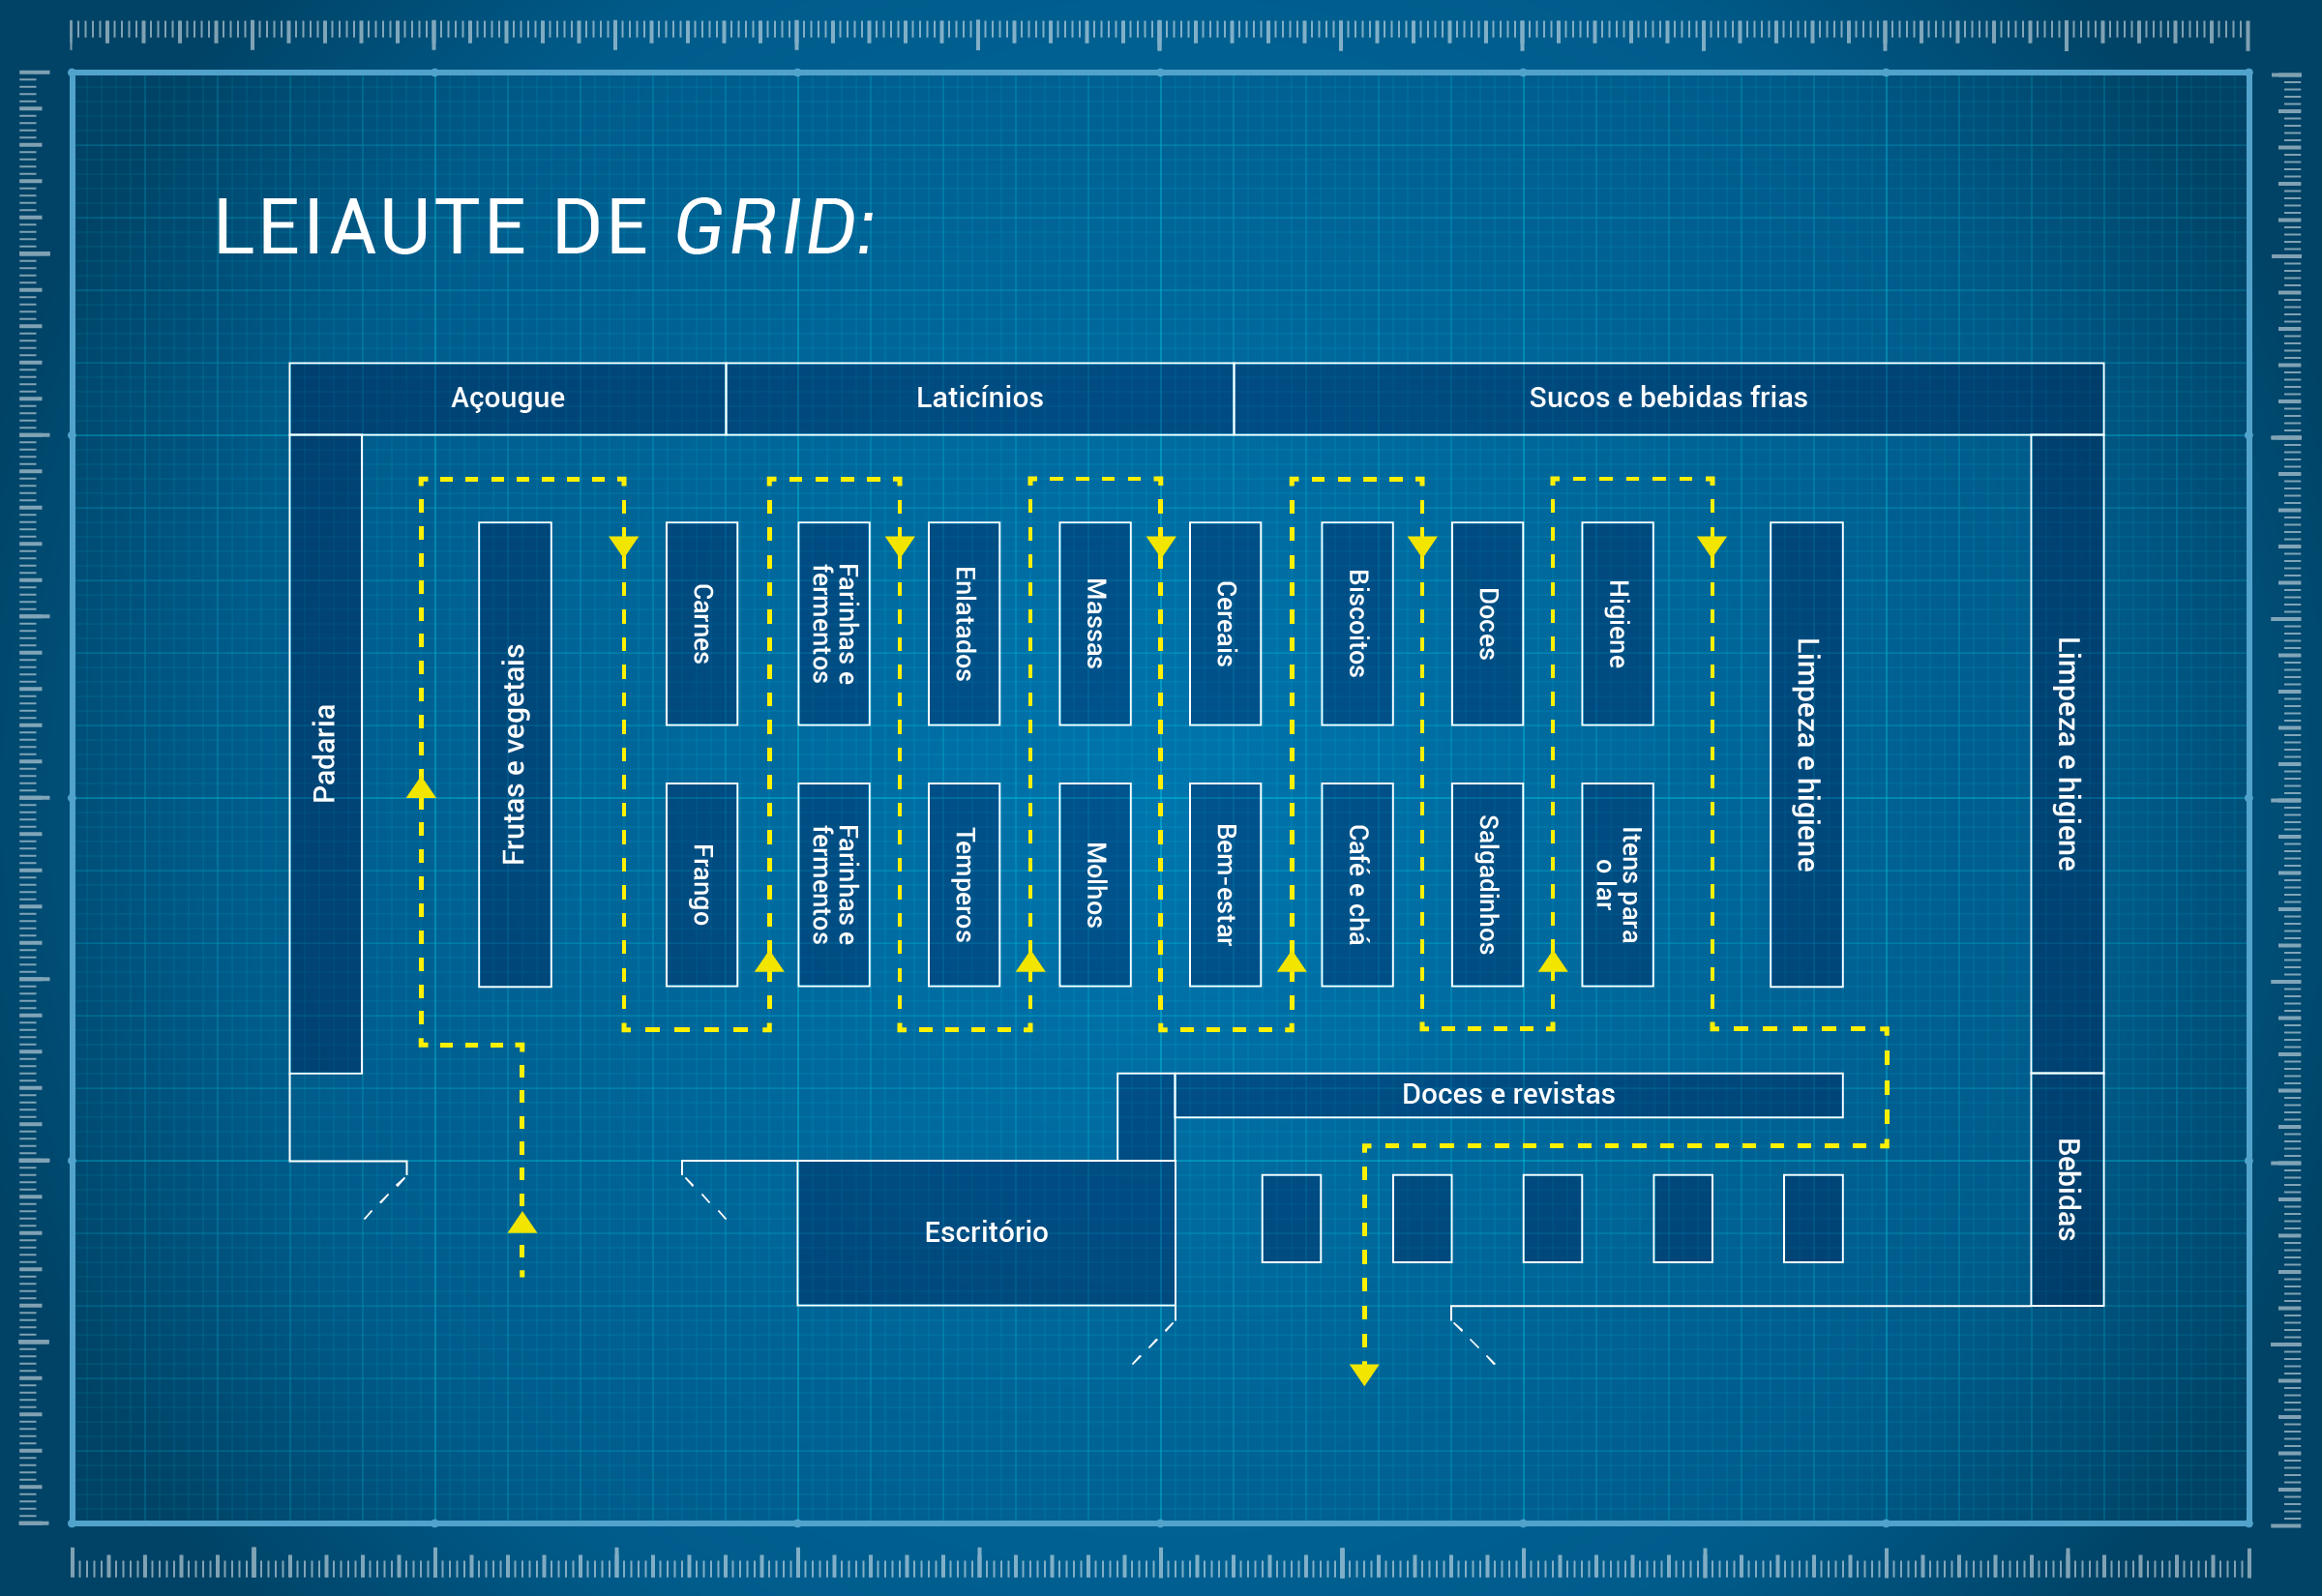 LEIAUTE DE GRID:
Açougue
Laticínios
Sucos e bebidas frias
Padaria
Frutas e vegetais
Carnes
Farinhas e
fermentos
Enlatados
Massas
Cereais
Biscoitos
Doces
Higiene
Limpeza e higiene
Limpeza e higiene
Frango
Farinhas e
fermentos
Temperos
Molhos
Bem-estar
Café e chá
Salgadinhos
Itens para
o lar
Doces e revistas
Escritório
Bebidas